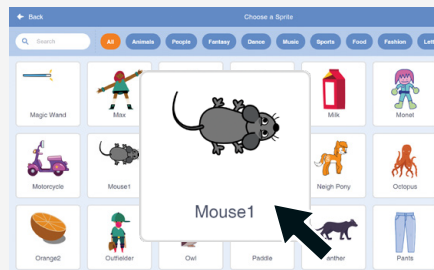 Back
Choose a Sprite
Search
All
Animals
People
Fantasy
Dance
Music
Sports
Food
Fashion
Magic Wand
Max
Milk
Monet
Motorcycle
Mouse1
Neigh Pony
Octopus
Mouse1
Orange2
Outfielder
Owl
Paddle
anther
Pants